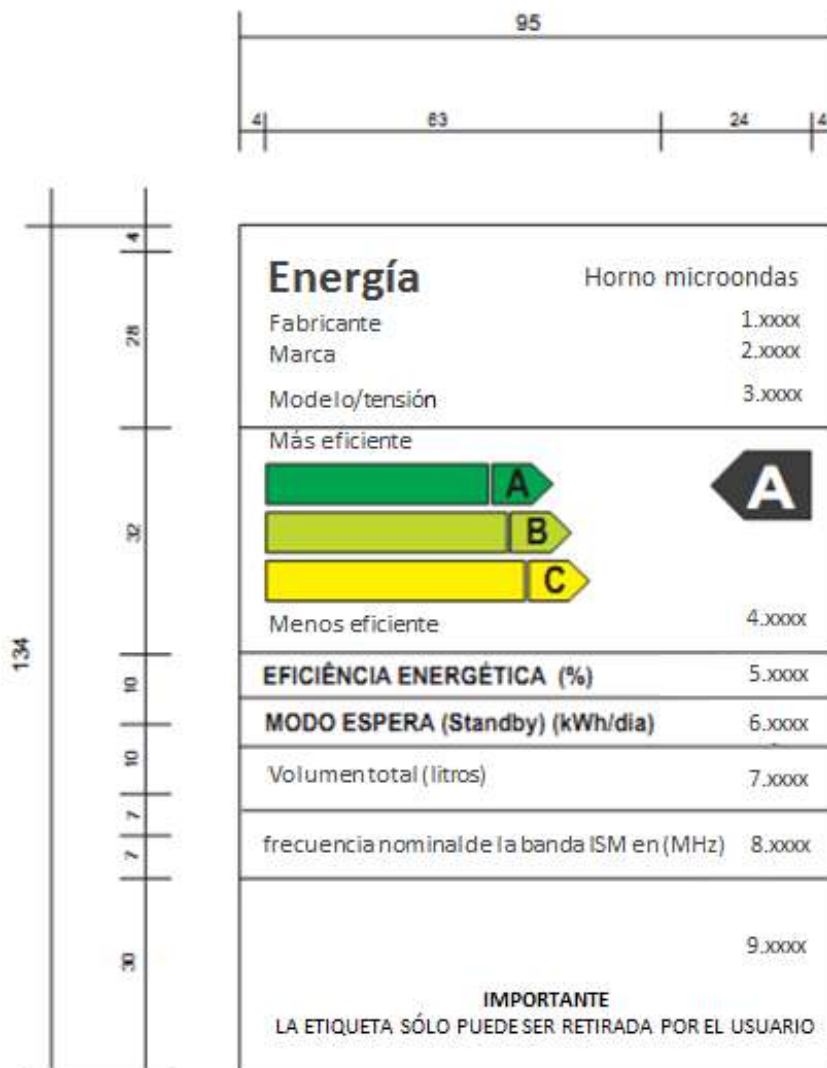 95
4 63 24 4
Energía Horno microondas
Fabricante 1.xxxx
Marca 2.xxxx
Modelo/tensión 3.xxxx
Más eficiente
A A
B
C
Menos eficiente 4.xxxx
EFICIÊNCIA ENERGÉTICA (%) 5.xxxx
MODO ESPERA (Standby) (kWh/dia) 6.xxxx
Volumen total (litros) 7.xxxx
frecuencia nominal de la banda ISM en (MHz) 8.xxxx
9.xxxx
IMPORTANTE
LA ETIQUETA SÓLO PUEDE SER RETIRADA POR EL USUARIO
134
4
28
32
10
10
7
7
30